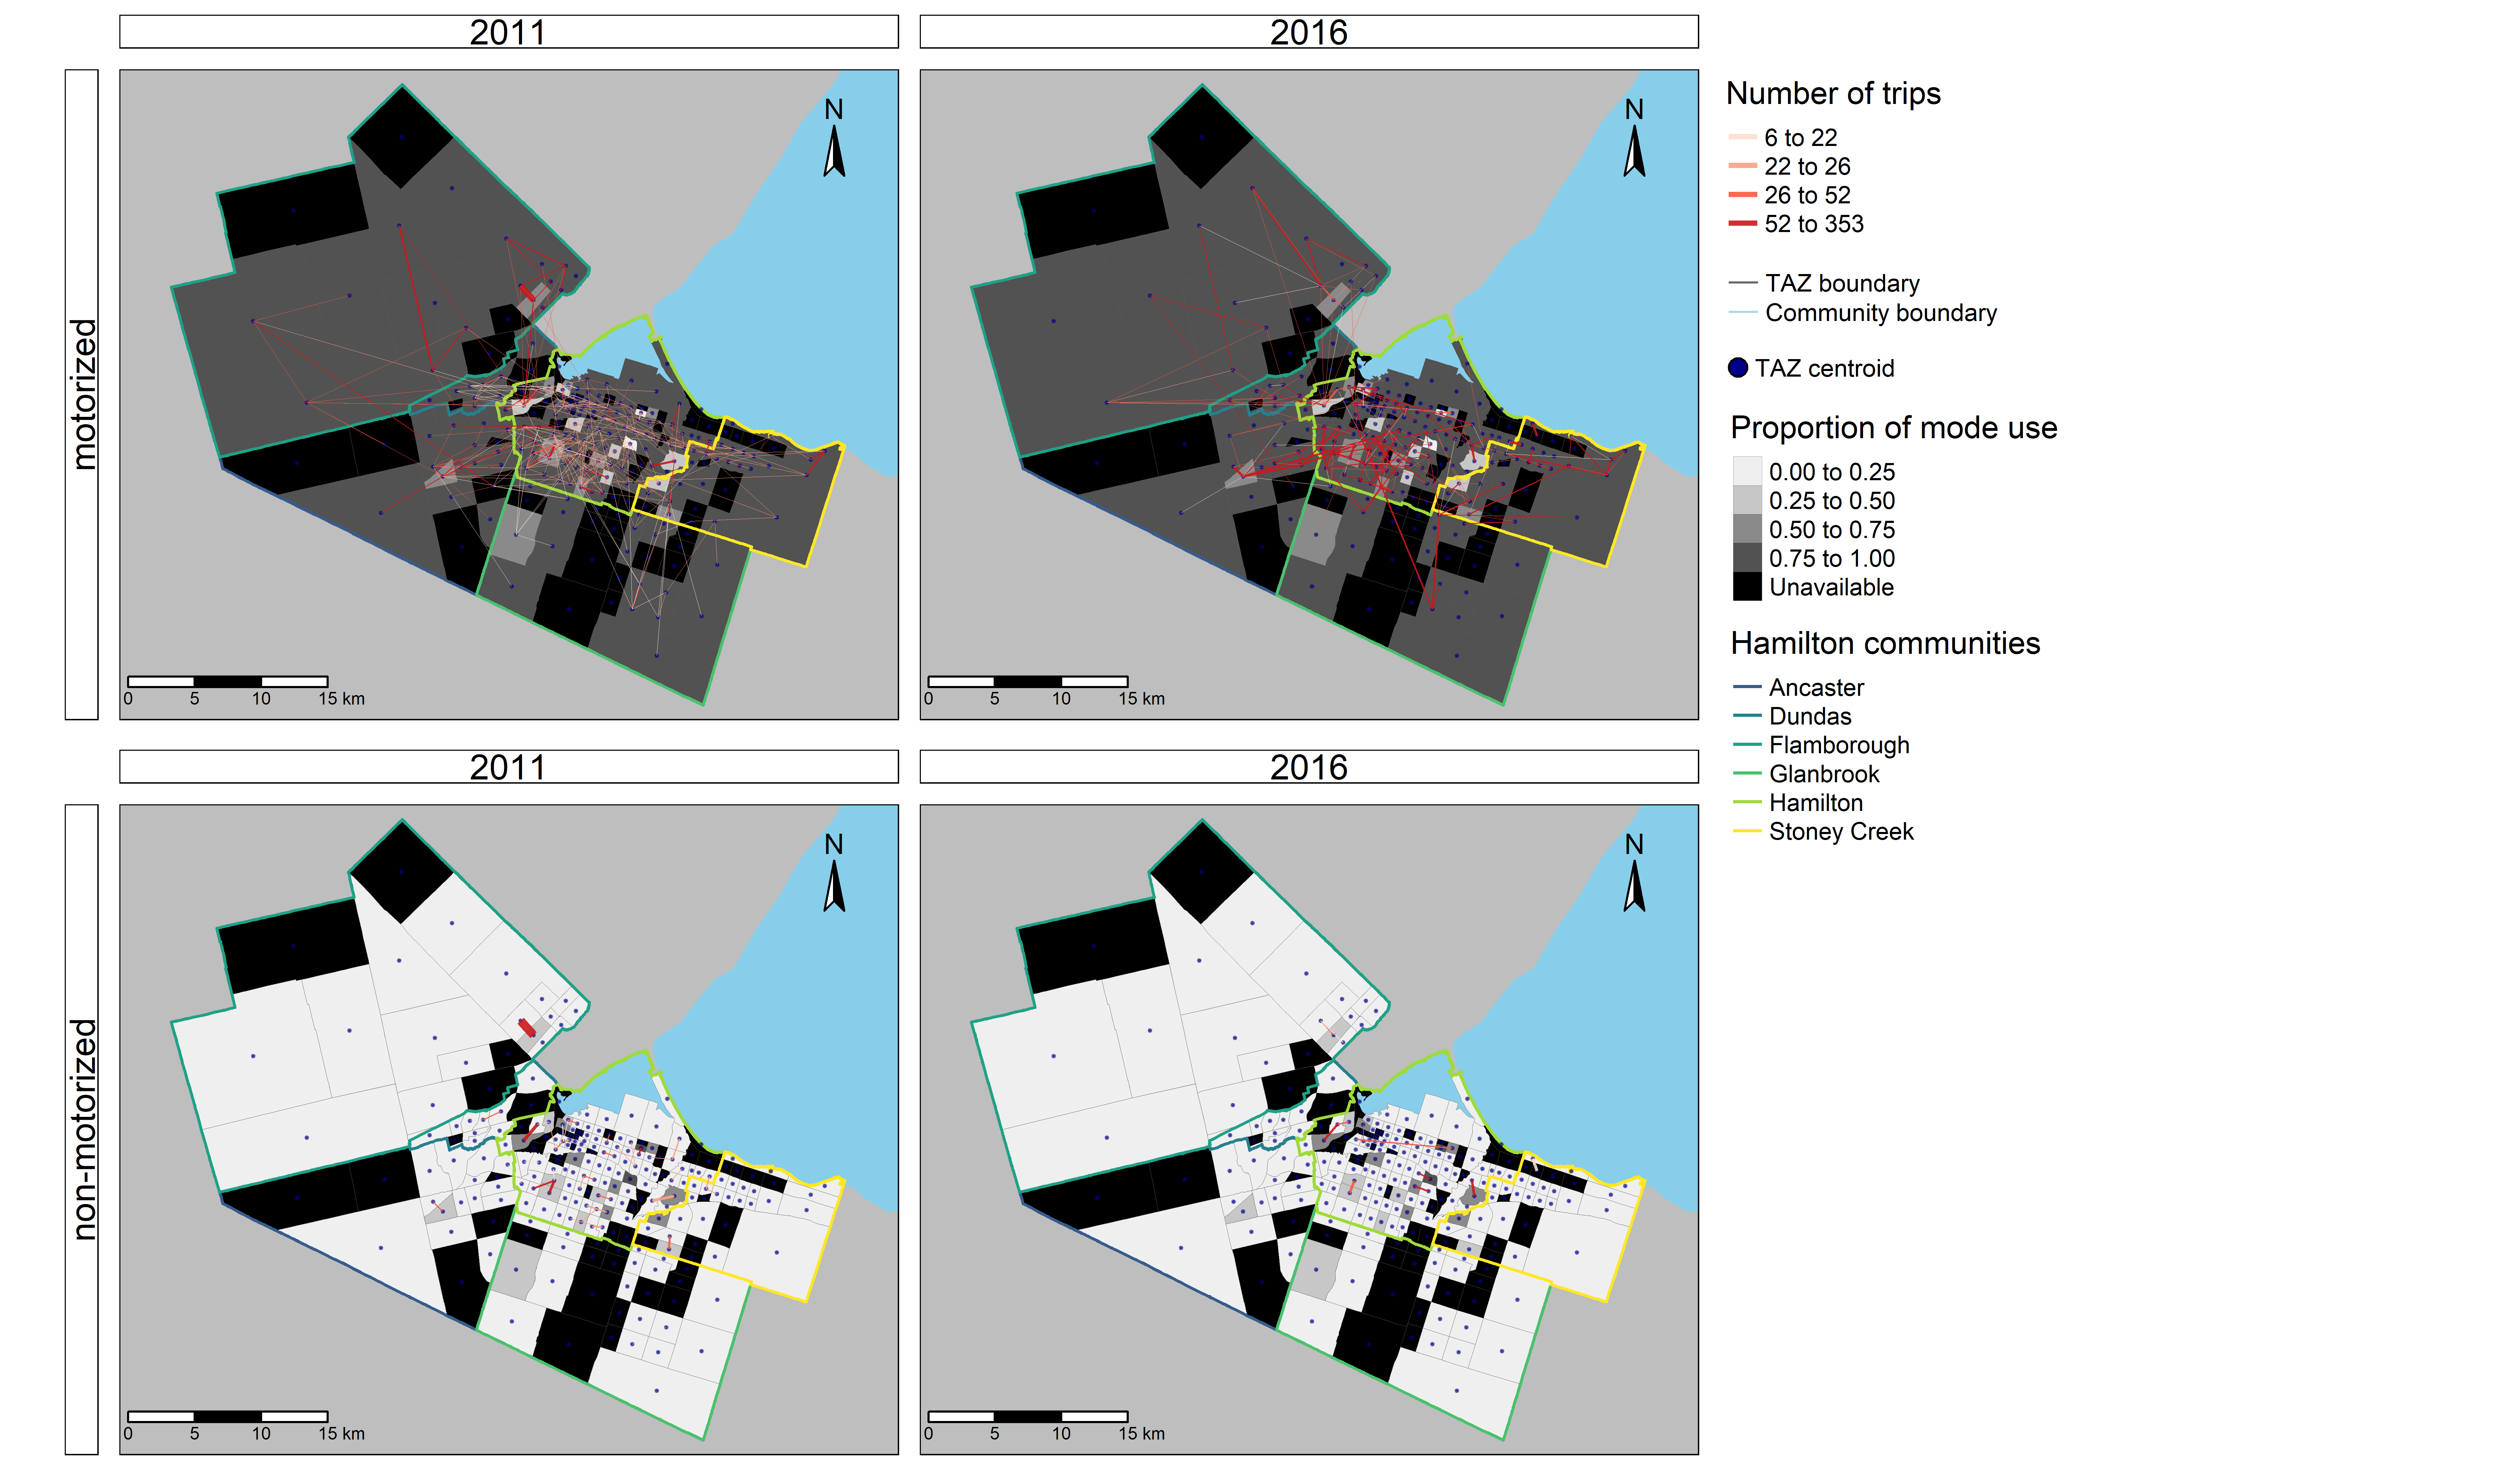 2011
2016
motorized
N
0 5 10 15 km
N
0 5 10 15 km
2011
2016
non-motorized
N
0 5 10 15 km
N
0 5 10 15 km
Number of trips
6 to 22
22 to 26
26 to 52
52 to 353
TAZ boundary
Community boundary
TAZ centroid
Proportion of mode use
0.00 to 0.25
0.25 to 0.50
0.50 to 0.75
0.75 to 1.00
Unavailable
Hamilton communities
Ancaster
Dundas
Flamborough
Glanbrook
Hamilton
Stoney Creek